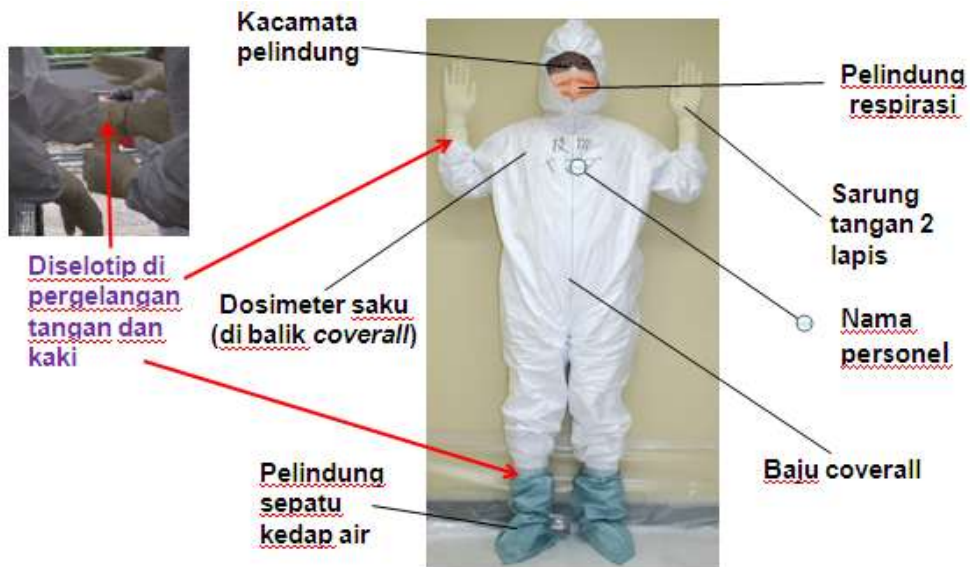 Kacamata
pelindung
Pelindung
respirasi
Sarung
tangan 2
lapis
Diselotip di
pergelangan
tangan dan
kaki
Dosimeter saku
(di balik coverall)
Nama
personel
Baju coverall
Pelindung
sepatu
kedap air